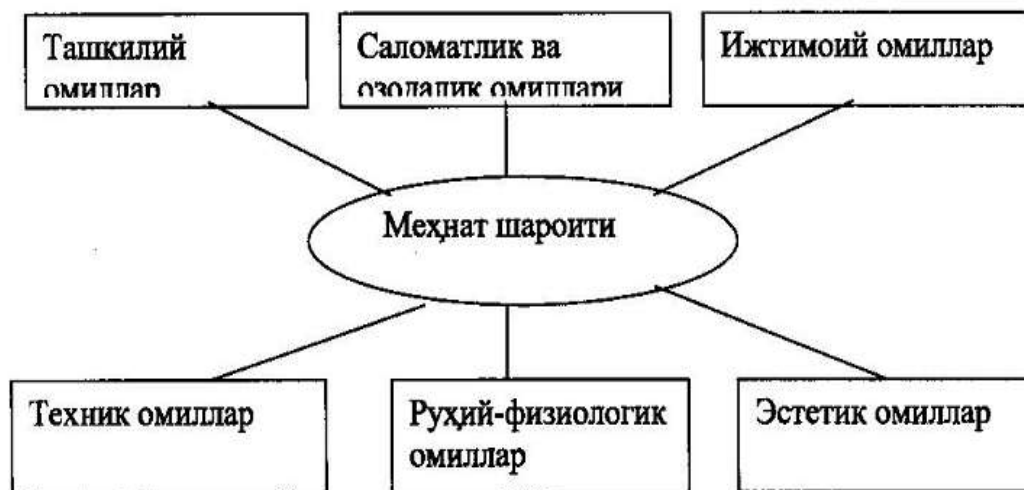 Ташкилий
омиллар
Саломатлик ва
озодалик омиллари
Ижтимоий омиллар
Меҳнат шароити
Техник омиллар
Руҳий-физиологик
омиллар
Эстетик омиллар